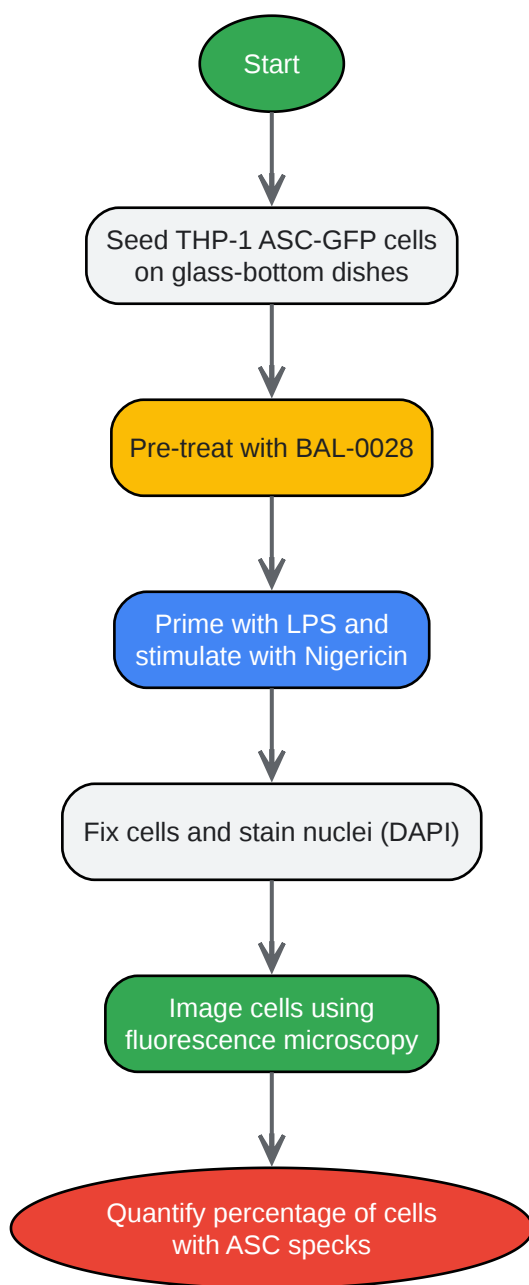 Start
Seed THP-1 ASC-GFP cells
on glass-bottom dishes
Pre-treat with BAL-0028
Prime with LPS and
stimulate with Nigericin
Fix cells and stain nuclei (DAPI)
Image cells using
fluorescence microscopy
Quantify percentage of cells
with ASC specks